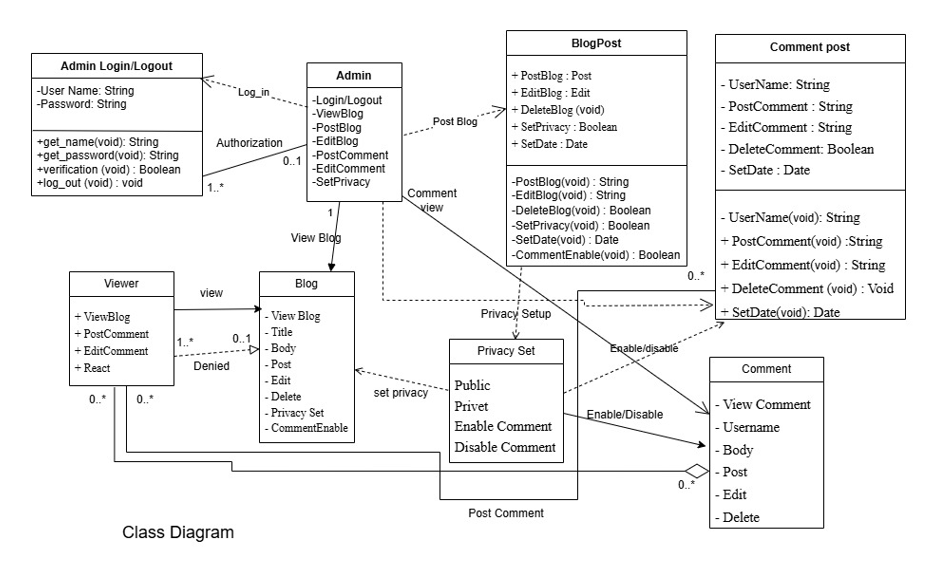 Admin Login/Logout
-User Name: String
-Password: String
+get_name(void): String
+get_password(void): String
+verification (void) : Boolean
+log_out (void) : void
Log_in
Authorization
0..1
1..*
Admin
-Login/Logout
-ViewBlog
-PostBlog
-EditBlog
-PostComment
-EditComment
-SetPrivacy
Post Blog
Comment
view
1
View Blog
BlogPost
+ PostBlog : Post
+ EditBlog : Edit
+ DeleteBlog (void)
+ SetPrivacy : Boolean
+ SetDate : Date
-PostBlog(void) : String
-EditBlog(void) : String
-DeleteBlog(void) : Boolean
-SetPrivacy(void) : Boolean
-SetDate(void) : Date
-CommentEnable(void) : Boolean
Comment post
- UserName: String
- PostComment : String
- EditComment : String
- DeleteComment: Boolean
- SetDate : Date
- UserName(void): String
+ PostComment(void) :String
+ EditComment(void) : String
+ DeleteComment (void) : Void
+ SetDate(void): Date
0..*
Viewer
+ ViewBlog
+ PostComment
+ EditComment
+ React
view
1..*
0..1
Denied
0..*
0..*
Blog
- View Blog
- Title
- Body
- Post
- Edit
- Delete
- Privacy Set
- CommentEnable
set privacy
Privacy Setup
Privacy Set
Public
Privet
Enable Comment
Disable Comment
Enable/disable
Enable/Disable
Comment
- View Comment
- Username
- Body
- Post
- Edit
- Delete
0..*
Post Comment
Class Diagram